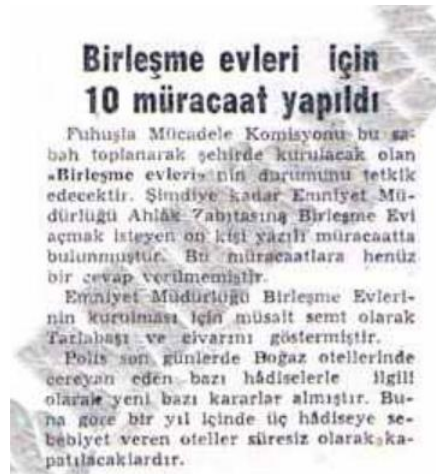 Birleşme evleri için
10 müracaat yapıldı
Fuhuşla Mücadele Komisyonu bu sa-
bah toplanarak şehirde kurulacak olan
«Birleşme evleri» nin durumunu tetkik
edecektir. Şimdiye kadar Emniyet Mü-
dürlüğü Ahlâk Zabıtasına Birleşme Evi
açmak isteyen on kişi yazılı müracaatta
bulunmuştur. Bu müracaatlara henüz
bir cevap verilmemiştir.
Emniyet Müdürlüğü Birleşme Evleri-
nin kurulması için müsait semt olarak
Tarlabaşı ve civarını göstermiştir.
Polis son günlerde Boğaz otellerinde
cereyan eden bazı hâdiselerle ilgili
olarak yeni bazı kararlar almıştır. Bu-
na göre bir yıl içinde üç hâdiseye se-
bebiyet veren oteller süresiz olarak ka-
patılacaklardır.